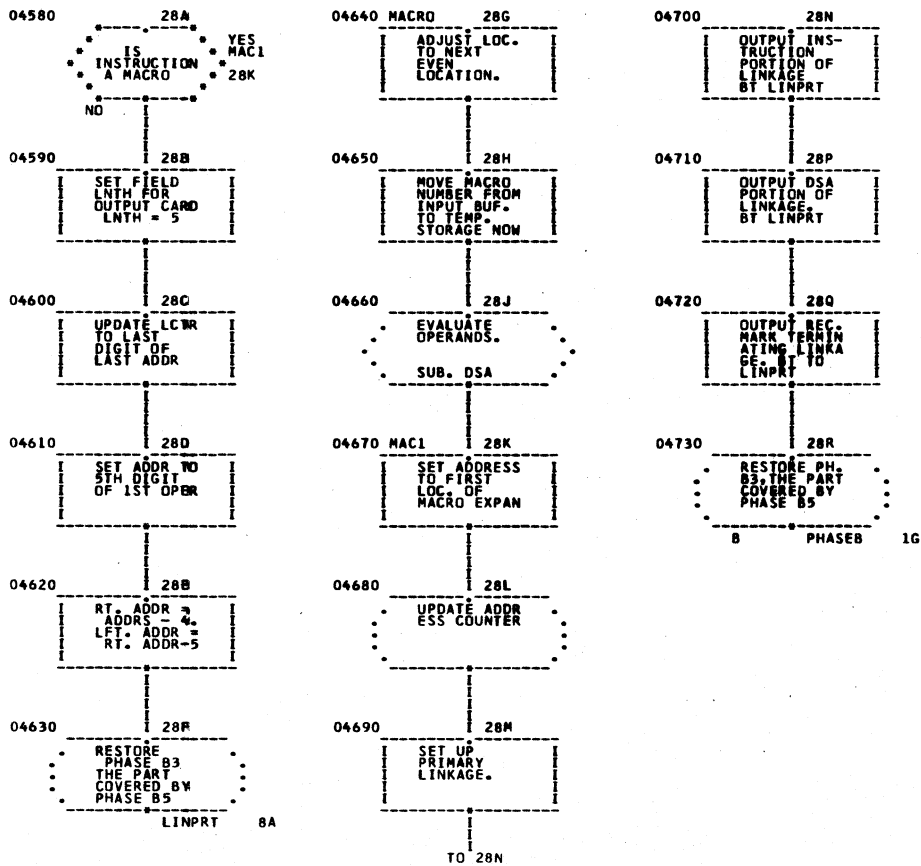 04580 28A
IS
INSTRUCTION
A MACRO
YES
MAC1
28K
NO
04590 28B
SET FIELD
LNTH FOR
OUTPUT CARD
LNTH = 5
04600 28C
UPDATE LCTR
TO LAST
DIGIT OF
LAST ADDR
04610 28D
SET ADDR TO
5TH DIGIT
OF 1ST OPER
04620 28E
RT. ADDR =
ADDRS - 4.
LFT. ADDR =
RT. ADDR-5
04630 28F
RESTORE
PHASE B3
THE PART
COVERED BY
PHASE B5
LINPRT 8A
04640 MACRO 28G
ADJUST LOC.
TO NEXT
EVEN
LOCATION.
04650 28H
MOVE MACRO
NUMBER FROM
INPUT BUF.
TO TEMP.
STORAGE NOW
04660 28J
EVALUATE
OPERANDS.
SUB. DSA
04670 MAC1 28K
SET ADDRESS
TO FIRST
LOC. OF
MACRO EXPAN
04680 28L
UPDATE ADDR
ESS COUNTER
04690 28M
SET UP
PRIMARY
LINKAGE.
TO 28N
04700 28N
OUTPUT INS-
TRUCTION
PORTION OF
LINKAGE
BT LINPRT
04710 28P
OUTPUT DSA
PORTION OF
LINKAGE.
BT LINPRT
04720 28Q
OUTPUT REC.
MARK TERMIN
ATING LINKA
GE. BT TO
LINPRT
04730 28R
RESTORE PH.
B3,THE PART
COVERED BY
PHASE B5
B PHASEB 1G